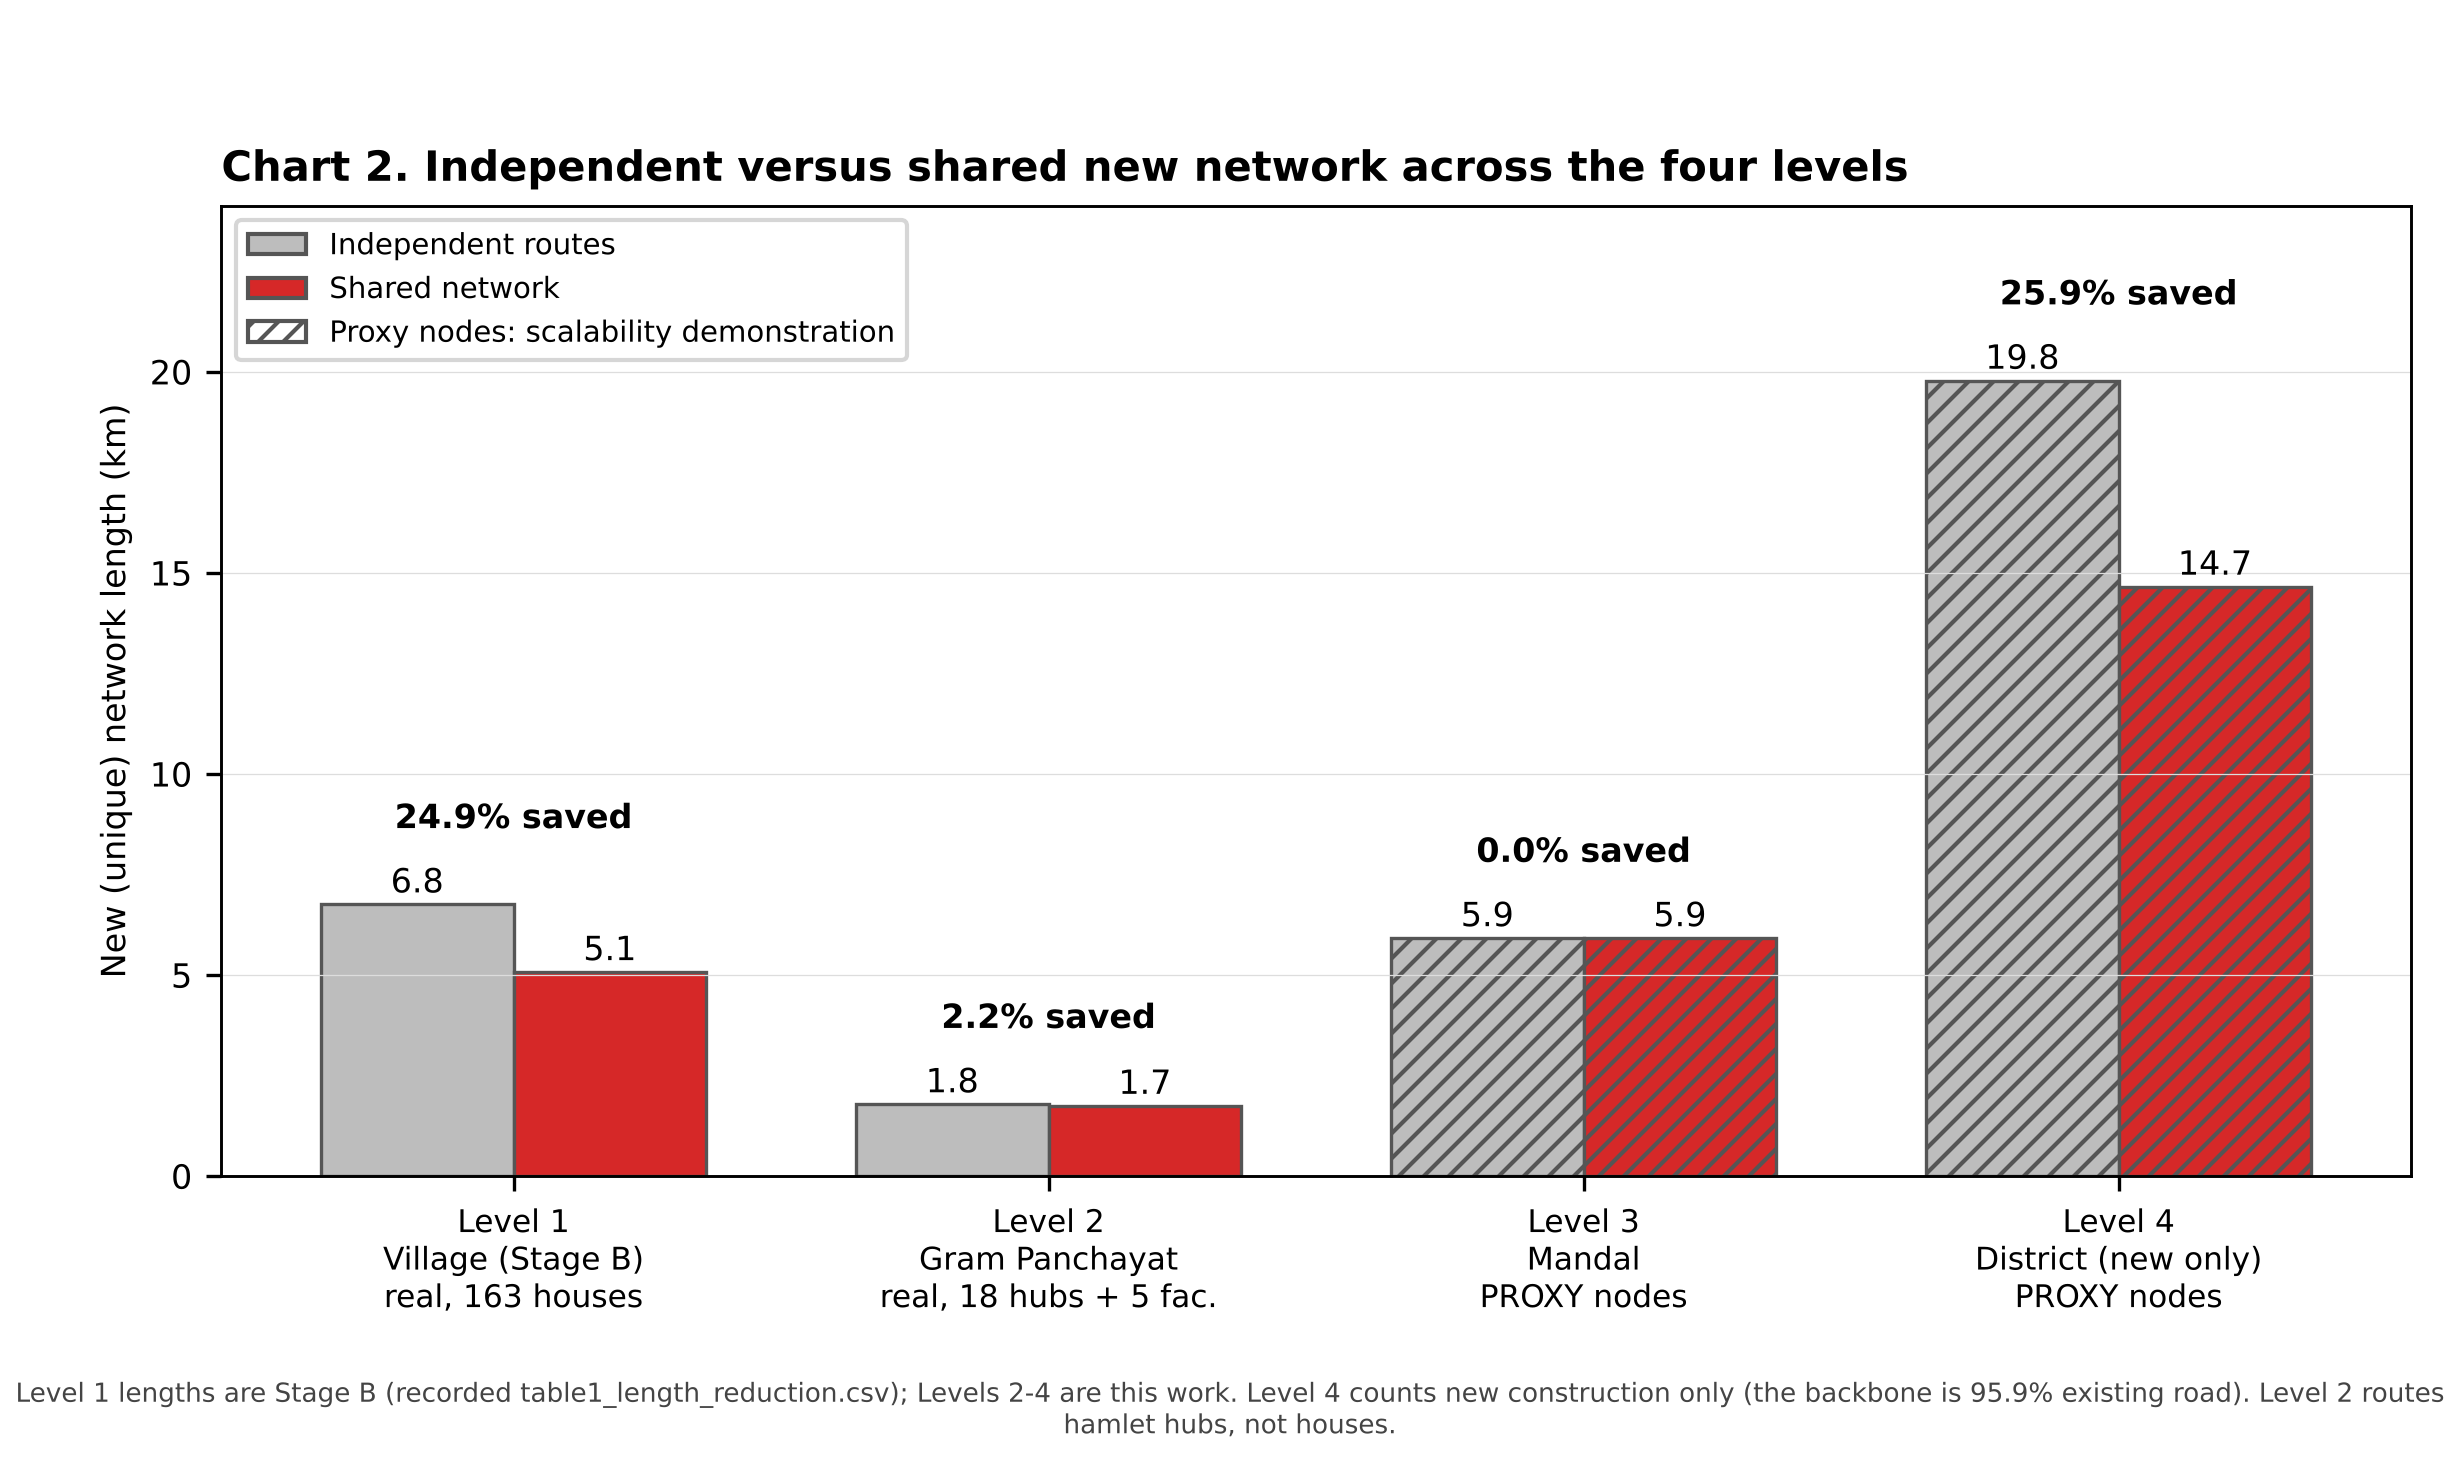 Chart 2. Independent versus shared new network across the four levels
Independent routes
Shared network
Proxy nodes: scalability demonstration
New (unique) network length (km)
20
15
10
5
0
24.9% saved
6.8
5.1
2.2% saved
1.8
1.7
0.0% saved
5.9
5.9
25.9% saved
19.8
14.7
Level 1
Village (Stage B)
real, 163 houses
Level 2
Gram Panchayat
real, 18 hubs + 5 fac.
Level 3
Mandal
PROXY nodes
Level 4
District (new only)
PROXY nodes
Level 1 lengths are Stage B (recorded table1_length_reduction.csv); Levels 2-4 are this work. Level 4 counts new construction only (the backbone is 95.9% existing road). Level 2 routes
hamlet hubs, not houses.